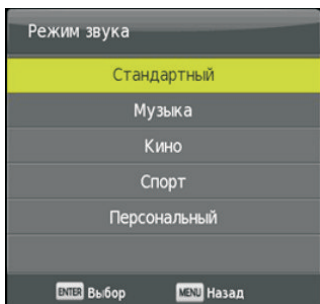 Режим звука
Стандартный
Музыка
Кино
Спорт
Персональный
ENTER Выбор MENU Назад